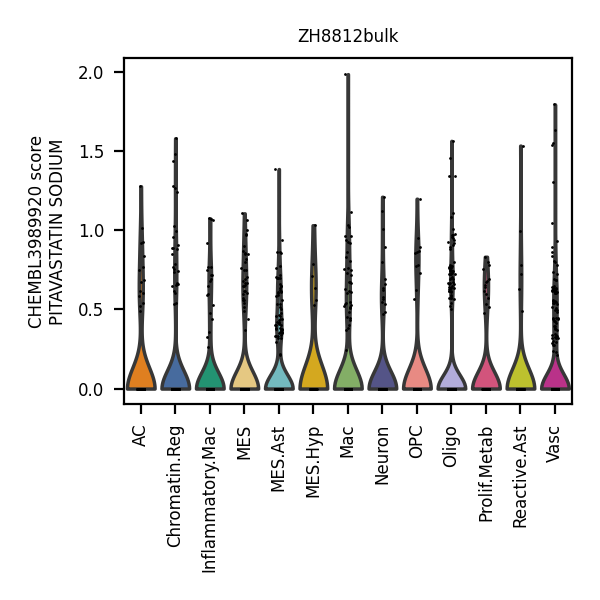 ZH8812bulk
CHEMBL3989920 score
PITAVASTATIN SODIUM
2.0
1.5
1.0
0.5
0.0
AC
Chromatin.Reg
Inflammatory.Mac
MES
MES.Ast
MES.Hyp
Mac
Neuron
OPC
Oligo
Prolif.Metab
Reactive.Ast
Vasc